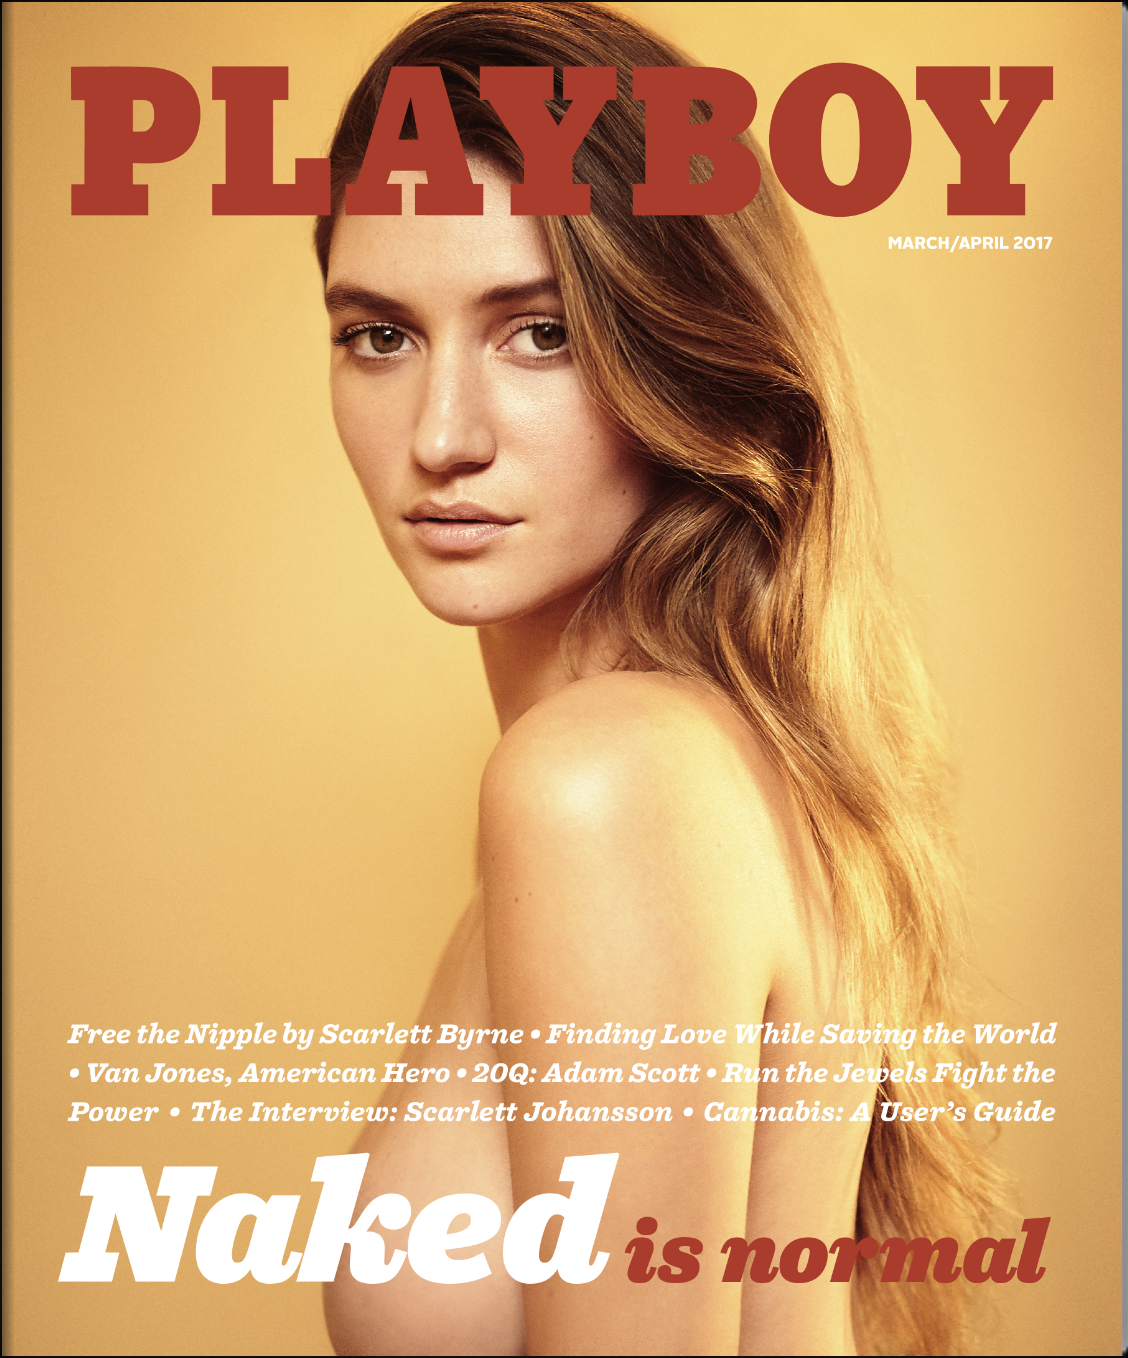 PLAYBOY
MARCH/APRIL 2017
Free the Nipple by Scarlett Byrne • Finding Love While Saving the World
• Van Jones, American Hero • 20Q: Adam Scott • Run the Jewels Fight the
Power • The Interview: Scarlett Johansson • Cannabis: A User's Guide
Naked is normal